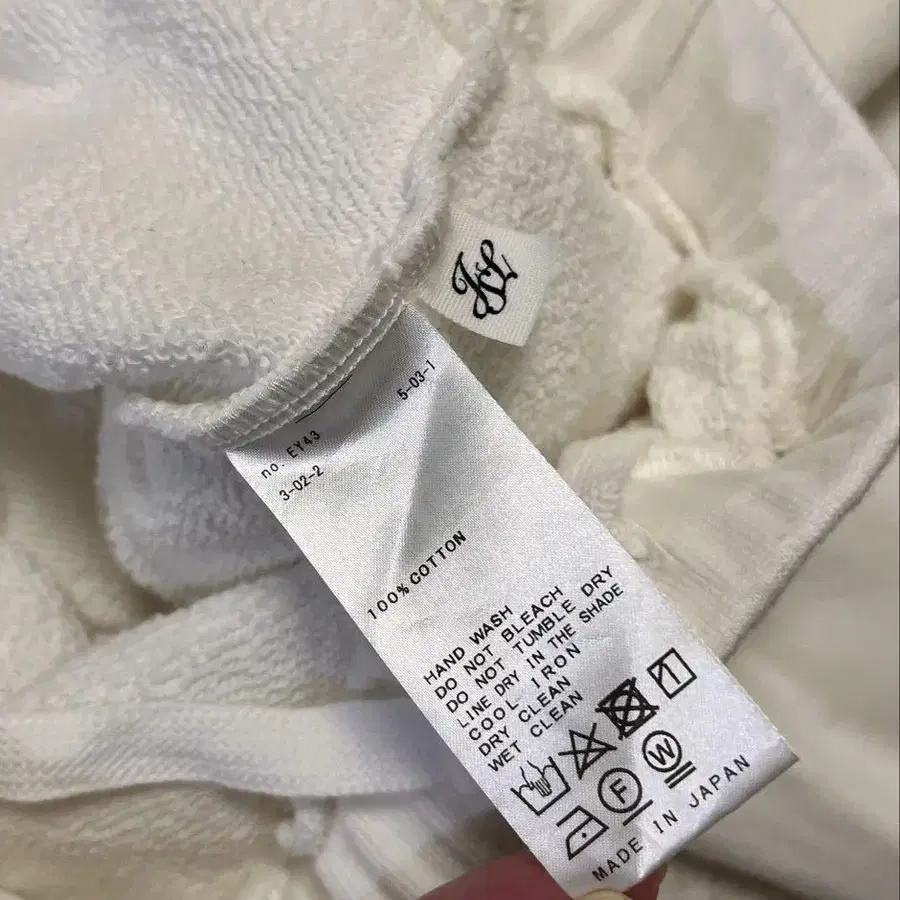 JSL
no. EY43
5-03-1
3-02-2
100% COTTON
HAND WASH
DO NOT BLEACH
DO NOT TUMBLE DRY
LINE DRY IN THE SHADE
COOL IRON
DRY CLEAN
WET CLEAN
F
W
MADE IN JAPAN